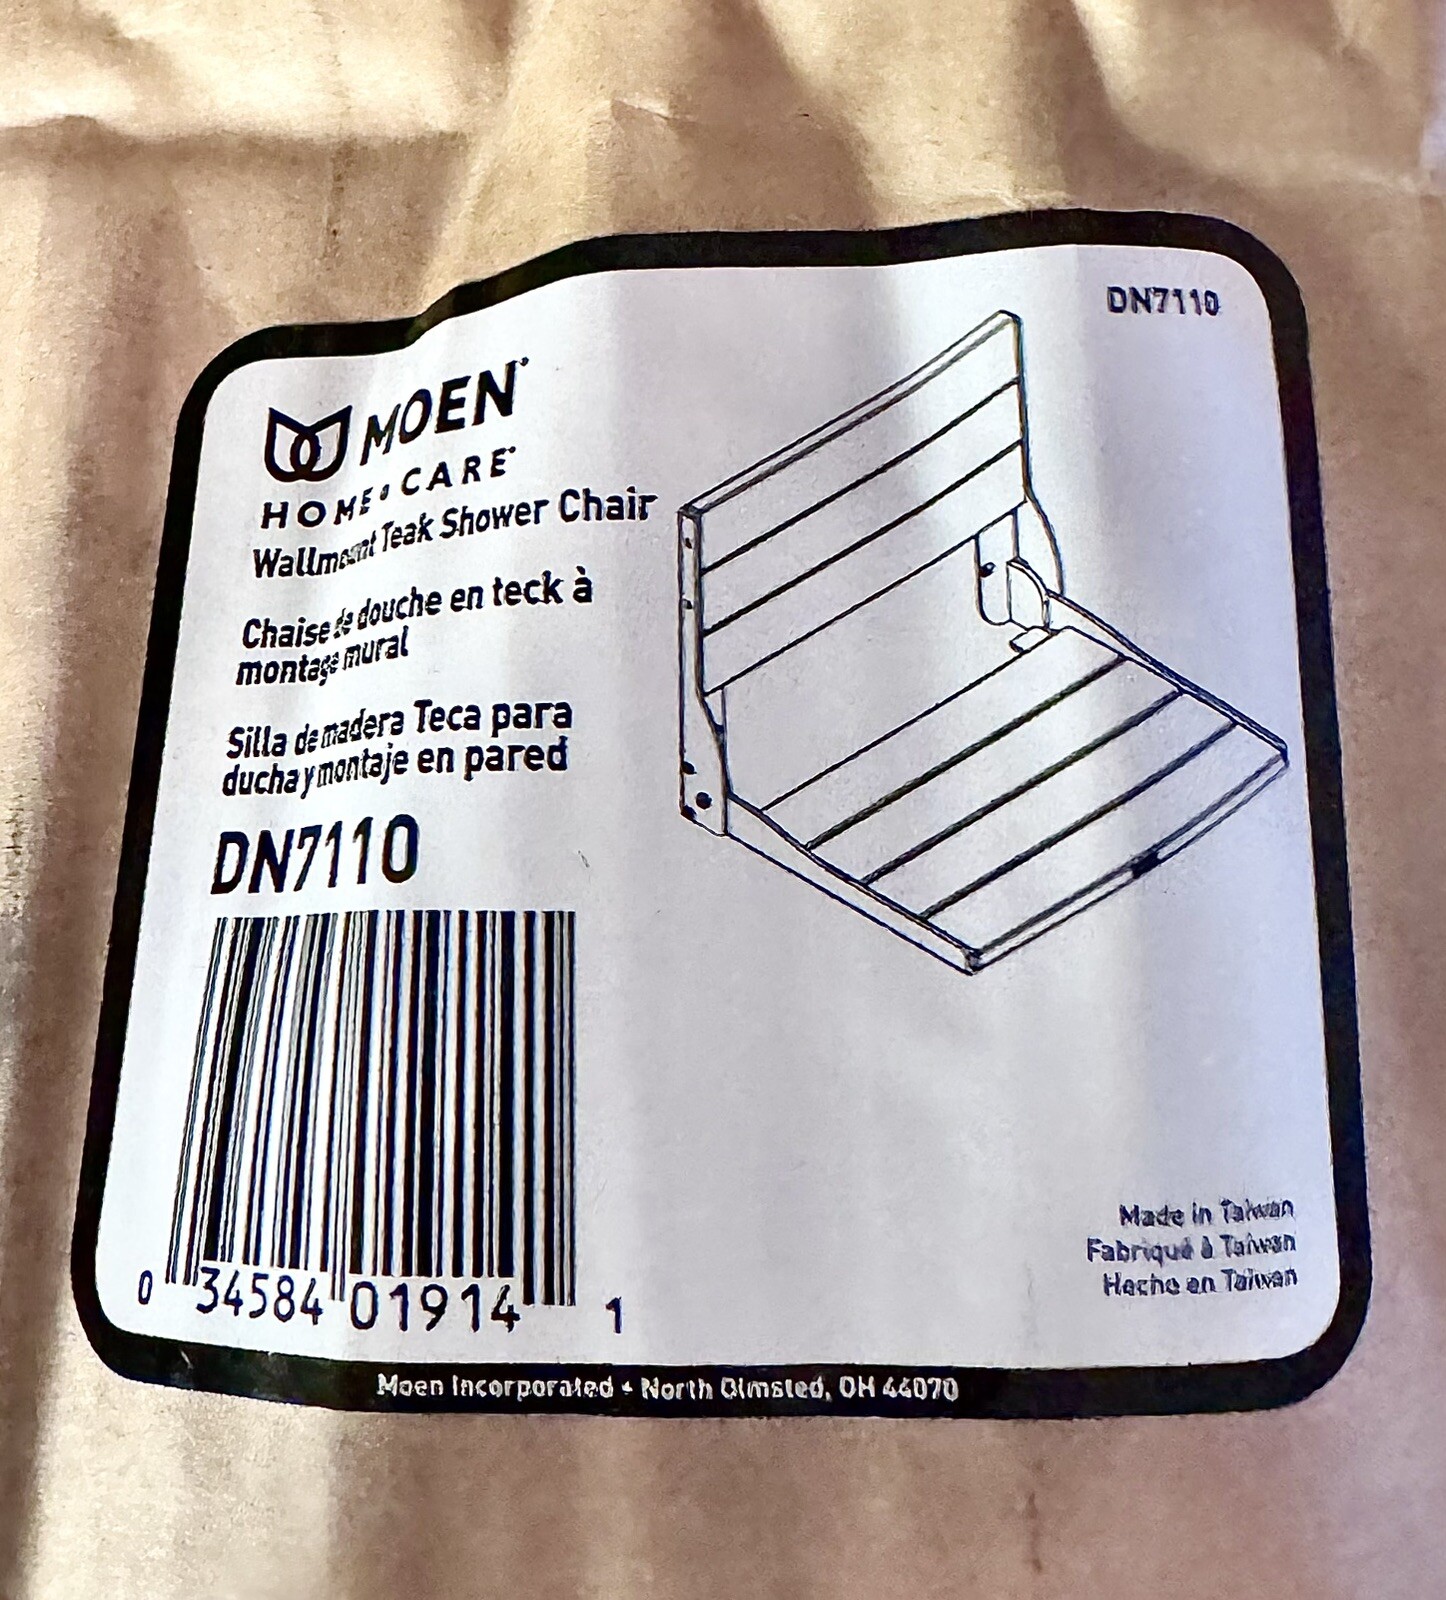 DN7110
MOEN®
HOME CARE®
Wallmount Teak Shower Chair
Chaise de douche en teck à
montage mural
Silla de madera Teca para
ducha y montaje en pared
DN7110
0 34584 01914 1
Made in Taiwan
Fabriqué à Taiwan
Hecho en Taiwan
Moen Incorporated • North Olmsted, OH 44070